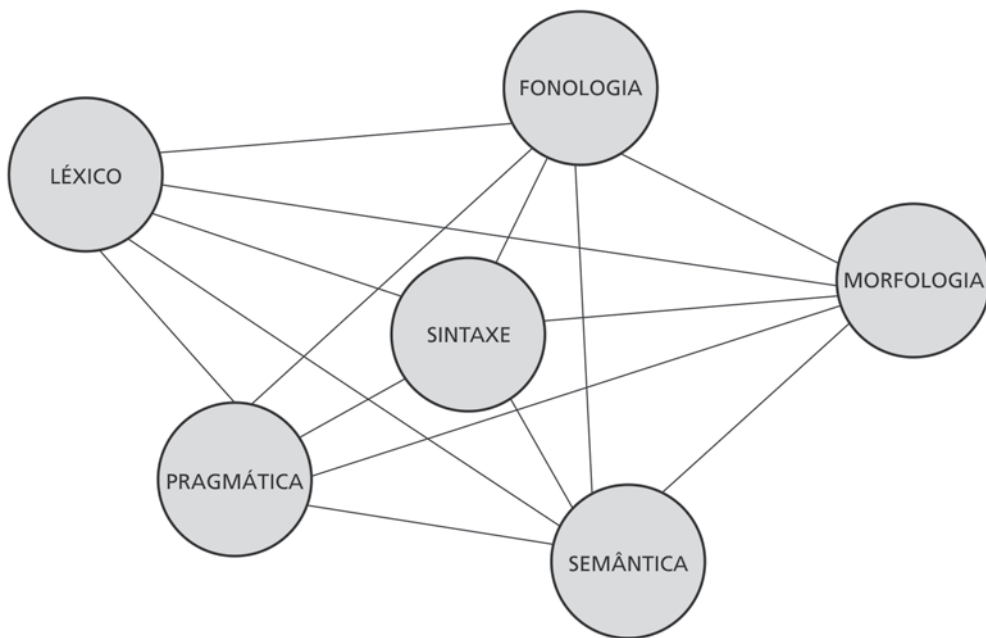 FONOLOGIA
LÉXICO
MORFOLOGIA
SINTAXE
PRAGMÁTICA
SEMÂNTICA